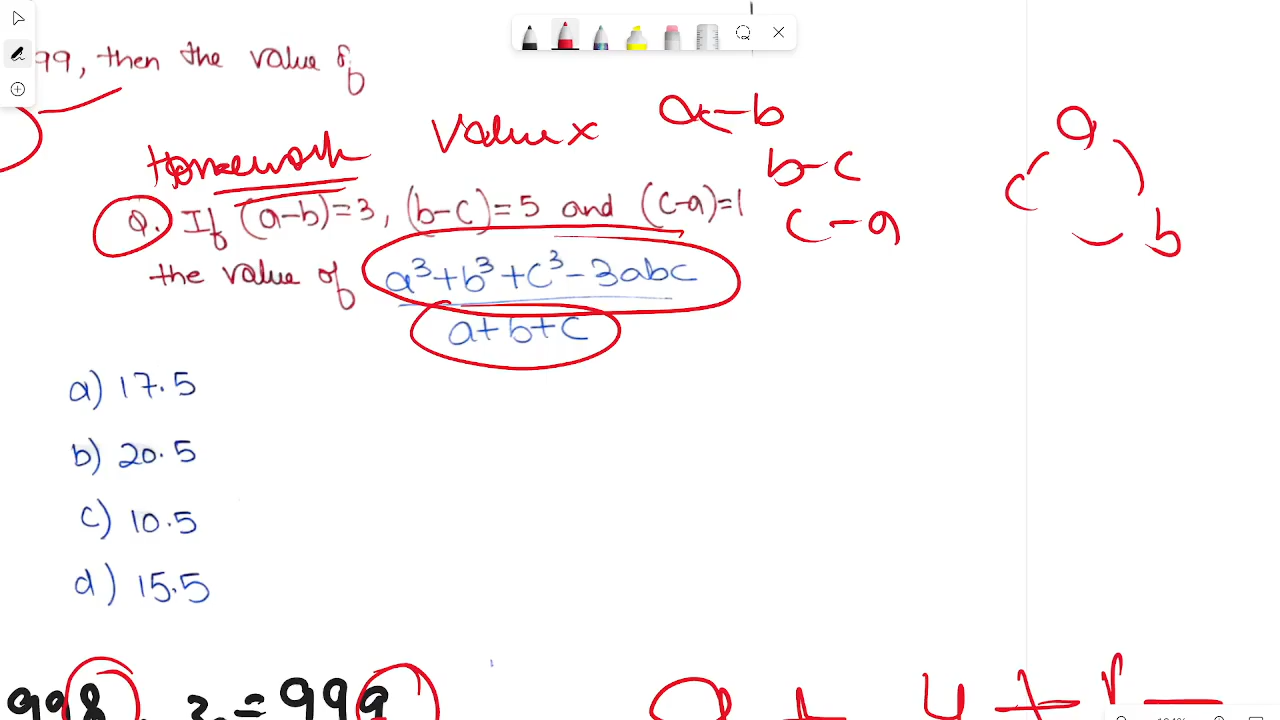 99, then the value of
Homework value x
a-b
b-c
c-a
a
c
b
Q. If (a-b)=3, (b-c)=5 and (c-a)=1
the value of a³+b³+c³-3abc
a+b+c
a) 17.5
b) 20.5
c) 10.5
d) 15.5
998
= 999